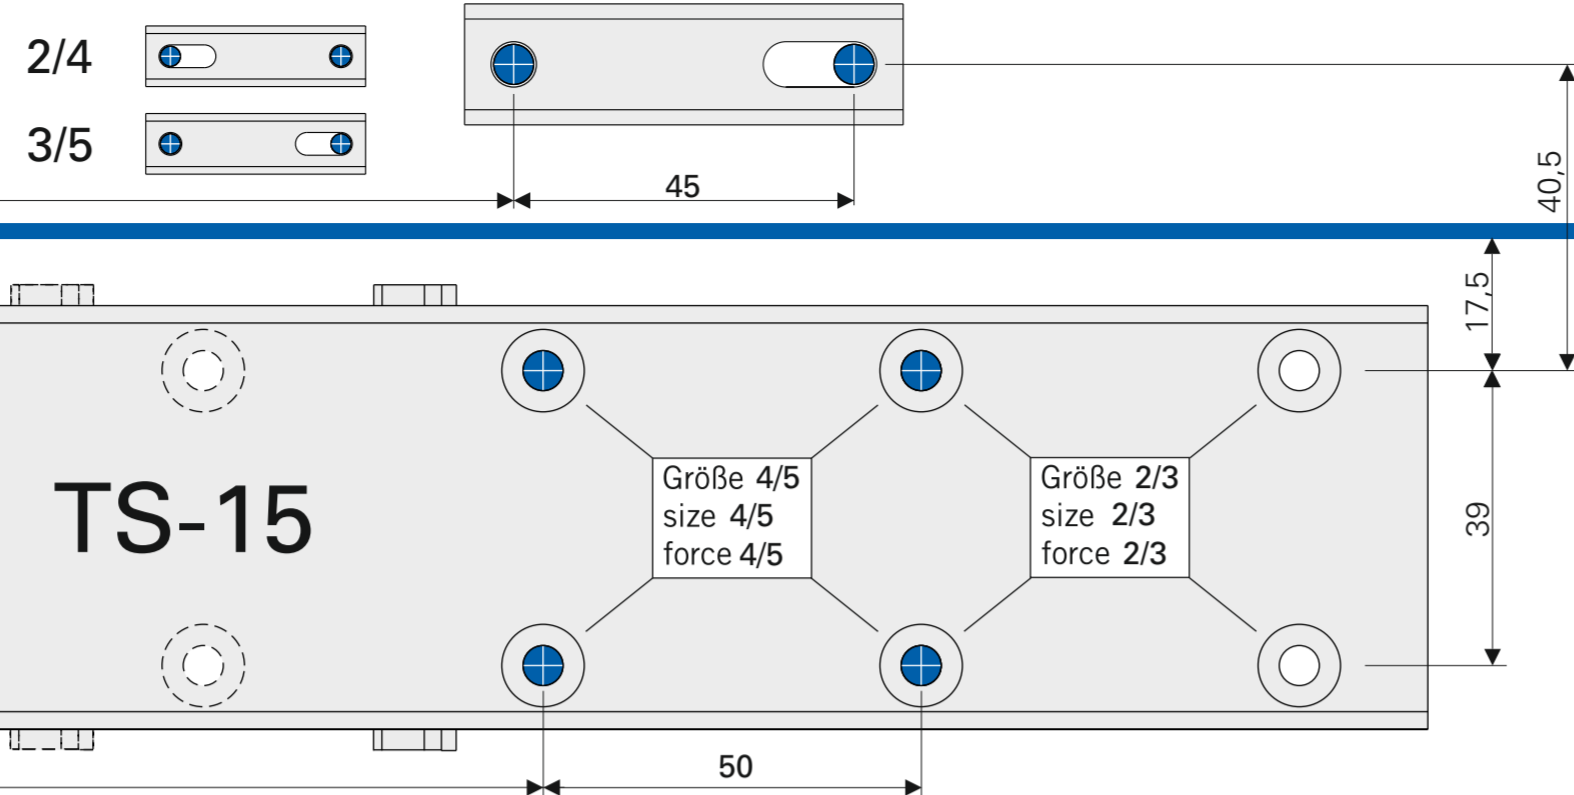 2/4
3/5
45
40,5
17,5
TS-15
Größe 4/5
size 4/5
force 4/5
Größe 2/3
size 2/3
force 2/3
39
50